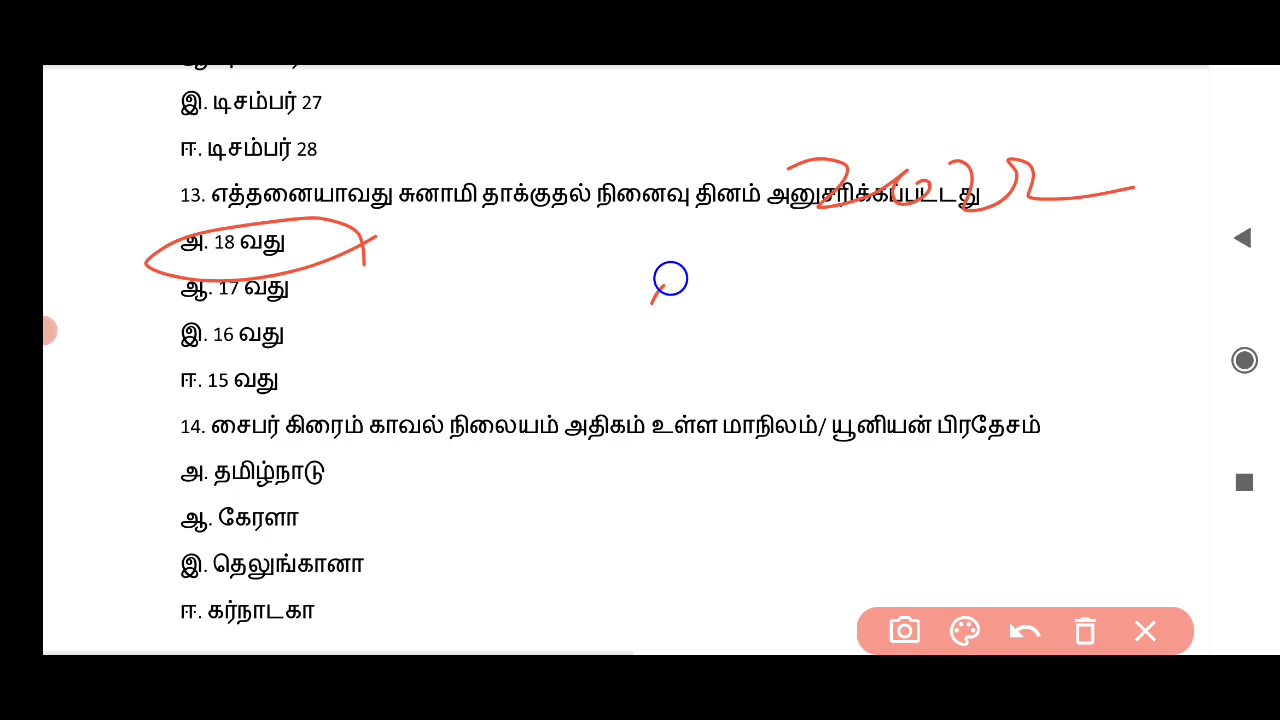 இ. டிசம்பர் 27
ஈ. டிசம்பர் 28
2022
13. எத்தனையாவது சுனாமி தாக்குதல் நினைவு தினம் அனுசரிக்கப்பட்டது
அ. 18 வது
ஆ. 17 வது
இ. 16 வது
ஈ. 15 வது
14. சைபர் கிரைம் காவல் நிலையம் அதிகம் உள்ள மாநிலம்/ யூனியன் பிரதேசம்
அ. தமிழ்நாடு
ஆ. கேரளா
இ. தெலுங்கானா
ஈ. கர்நாடகா